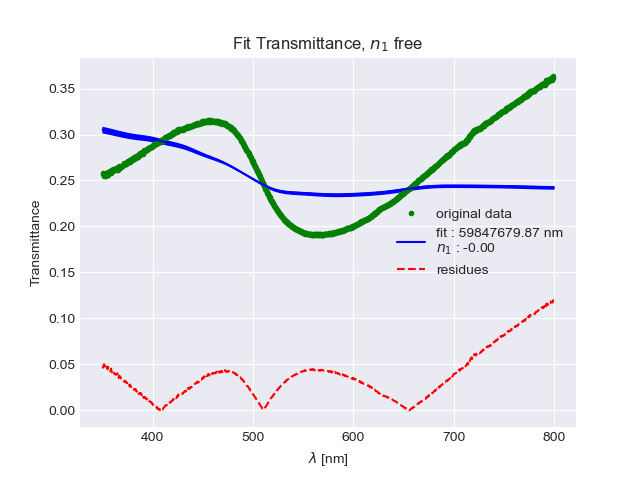 Fit Transmittance, n₁ free
Transmittance
0.35
0.30
0.25
0.20
0.15
0.10
0.05
0.00
original data
fit : 59847679.87 nm
n₁ : -0.00
residues
400 500 600 700 800
λ [nm]